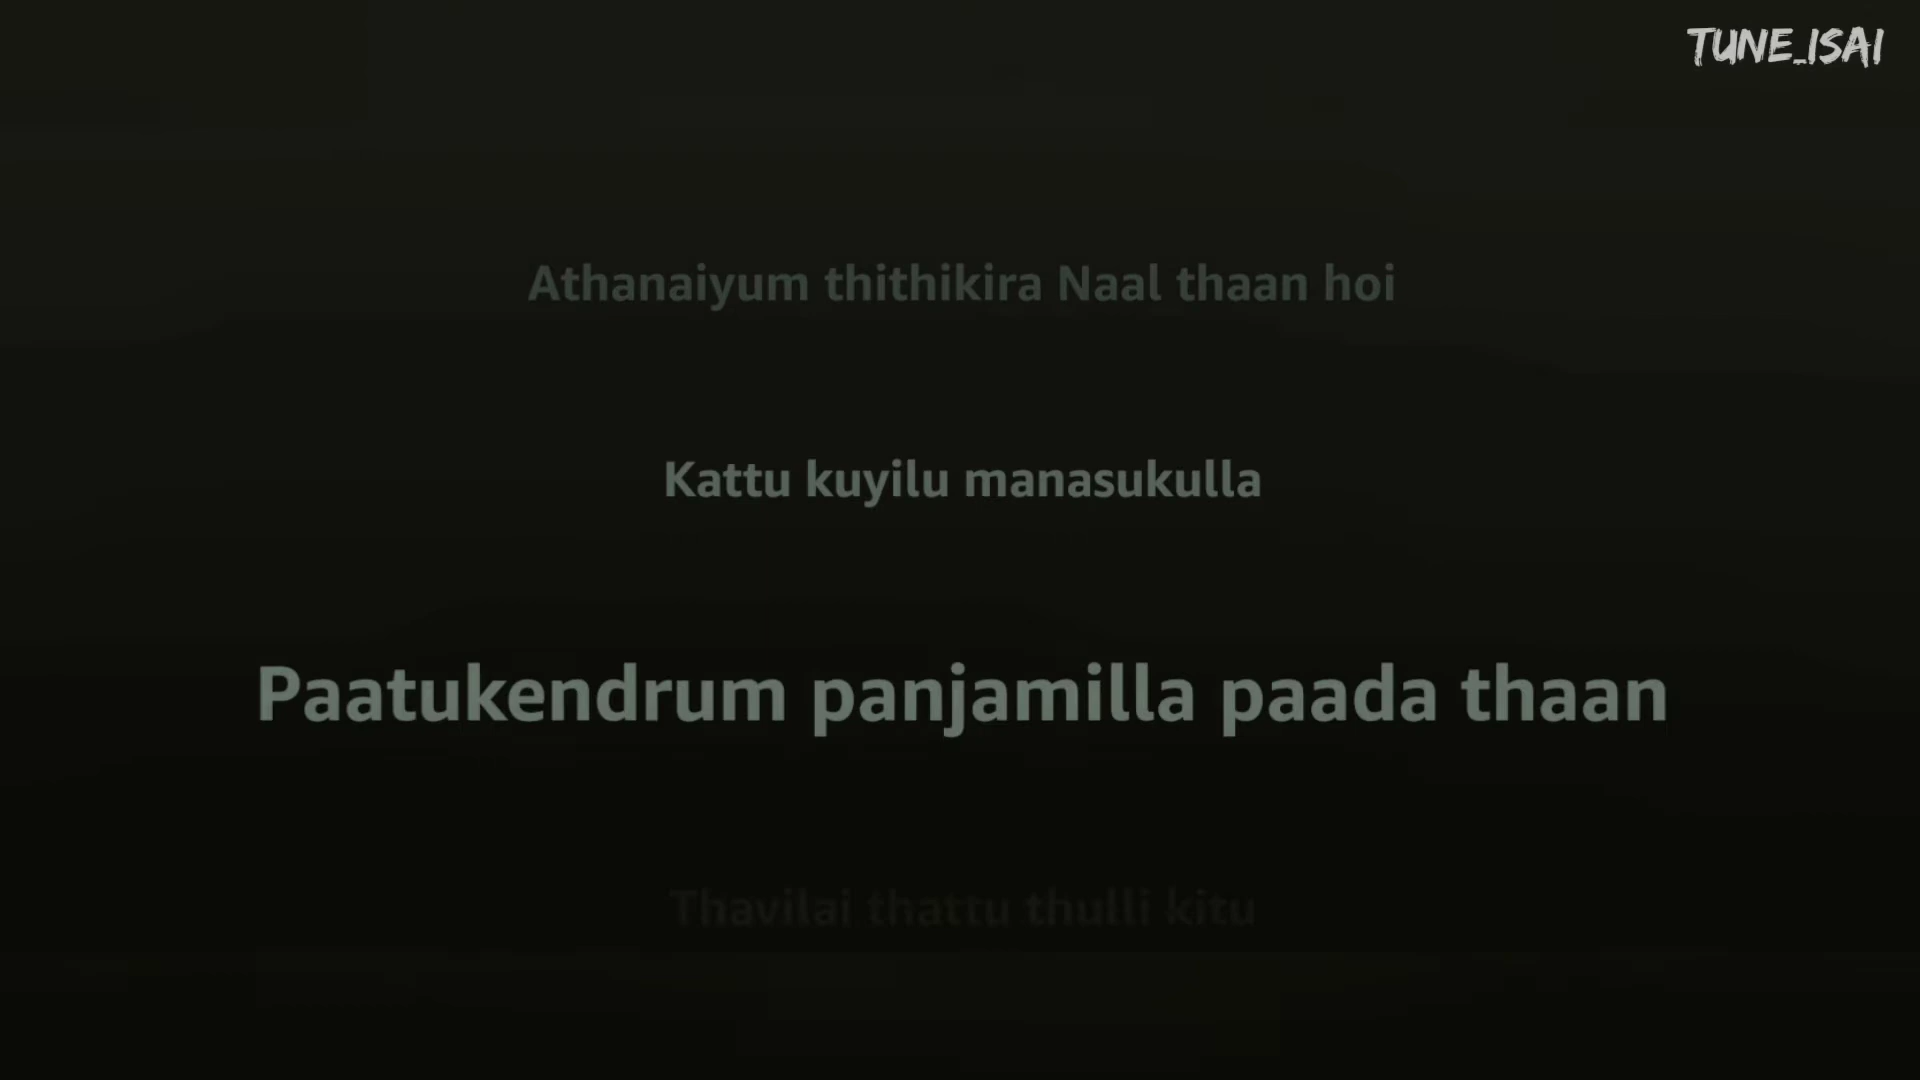 TUNE_ISAI
Athanaiyum thithikira Naal thaan hoi
Kattu kuyilu manasukulla
Paatukendrum panjamilla paada thaan
Thavilai thattu thulli kitu